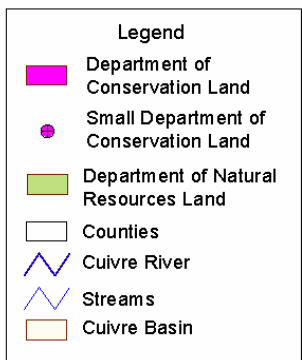 Legend
Department of
Conservation Land
Small Department of
Conservation Land
Department of Natural
Resources Land
Counties
Cuivre River
Streams
Cuivre Basin